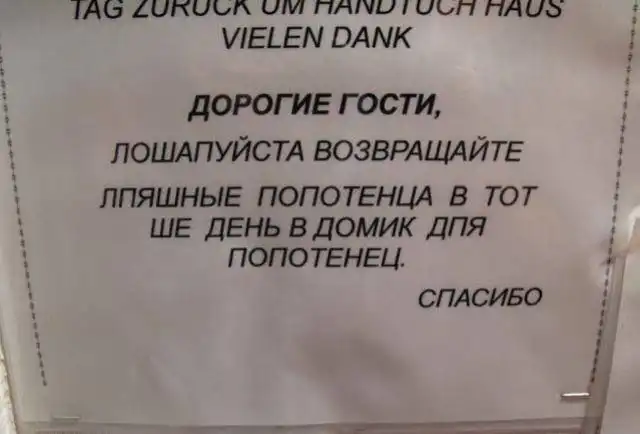 TAG ZURÜCK UM HANDTUCH HAUS
VIELEN DANK
ДОРОГИЕ ГОСТИ,
ЛОШАПУЙСТА ВОЗВРАЩАЙТЕ
ЛПЯШНЫЕ ПОПОТЕНЦА В ТОТ
ШЕ ДЕНЬ В ДОМИК ДПЯ
ПОПОТЕНЕЦ.
СПАСИБО